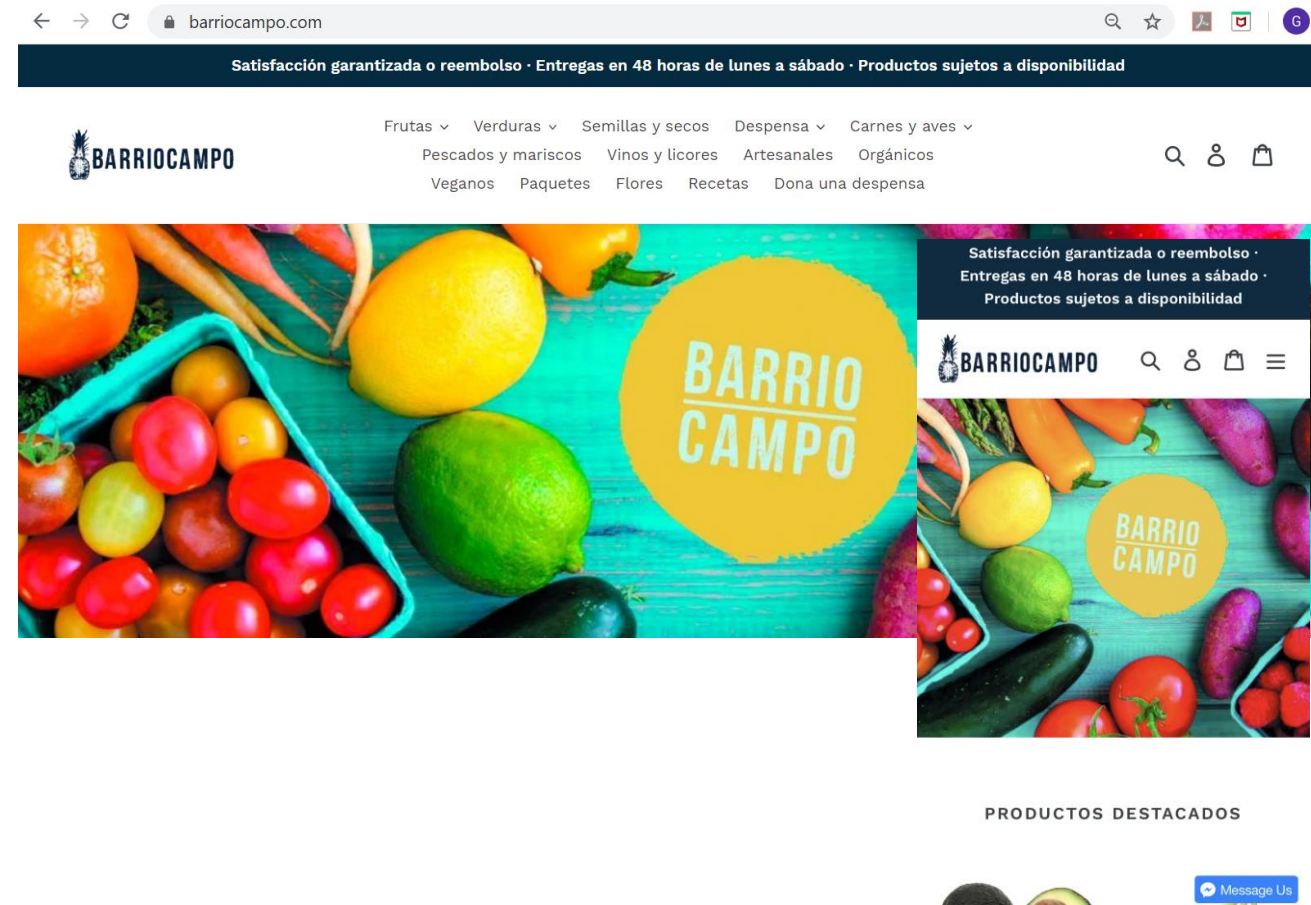 barriocampo.com
G
Satisfacción garantizada o reembolso · Entregas en 48 horas de lunes a sábado · Productos sujetos a disponibilidad
BARRIOCAMPO
Frutas Verduras Semillas y secos Despensa Carnes y aves
Pescados y mariscos Vinos y licores Artesanales Orgánicos
Veganos Paquetes Flores Recetas Dona una despensa
BARRIO
CAMPO
Satisfacción garantizada o reembolso ·
Entregas en 48 horas de lunes a sábado ·
Productos sujetos a disponibilidad
BARRIOCAMPO
BARRIO
CAMPO
PRODUCTOS DESTACADOS
Message Us